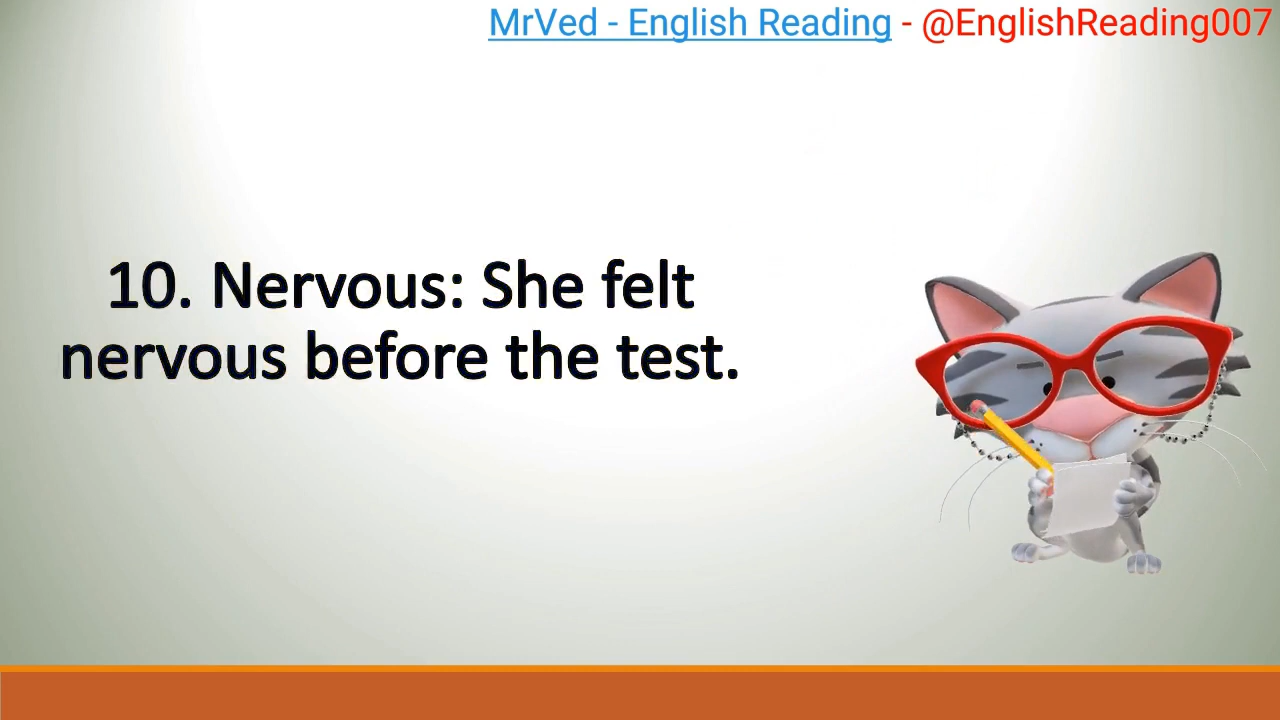 MrVed - English Reading - @EnglishReading007
10. Nervous: She felt
nervous before the test.